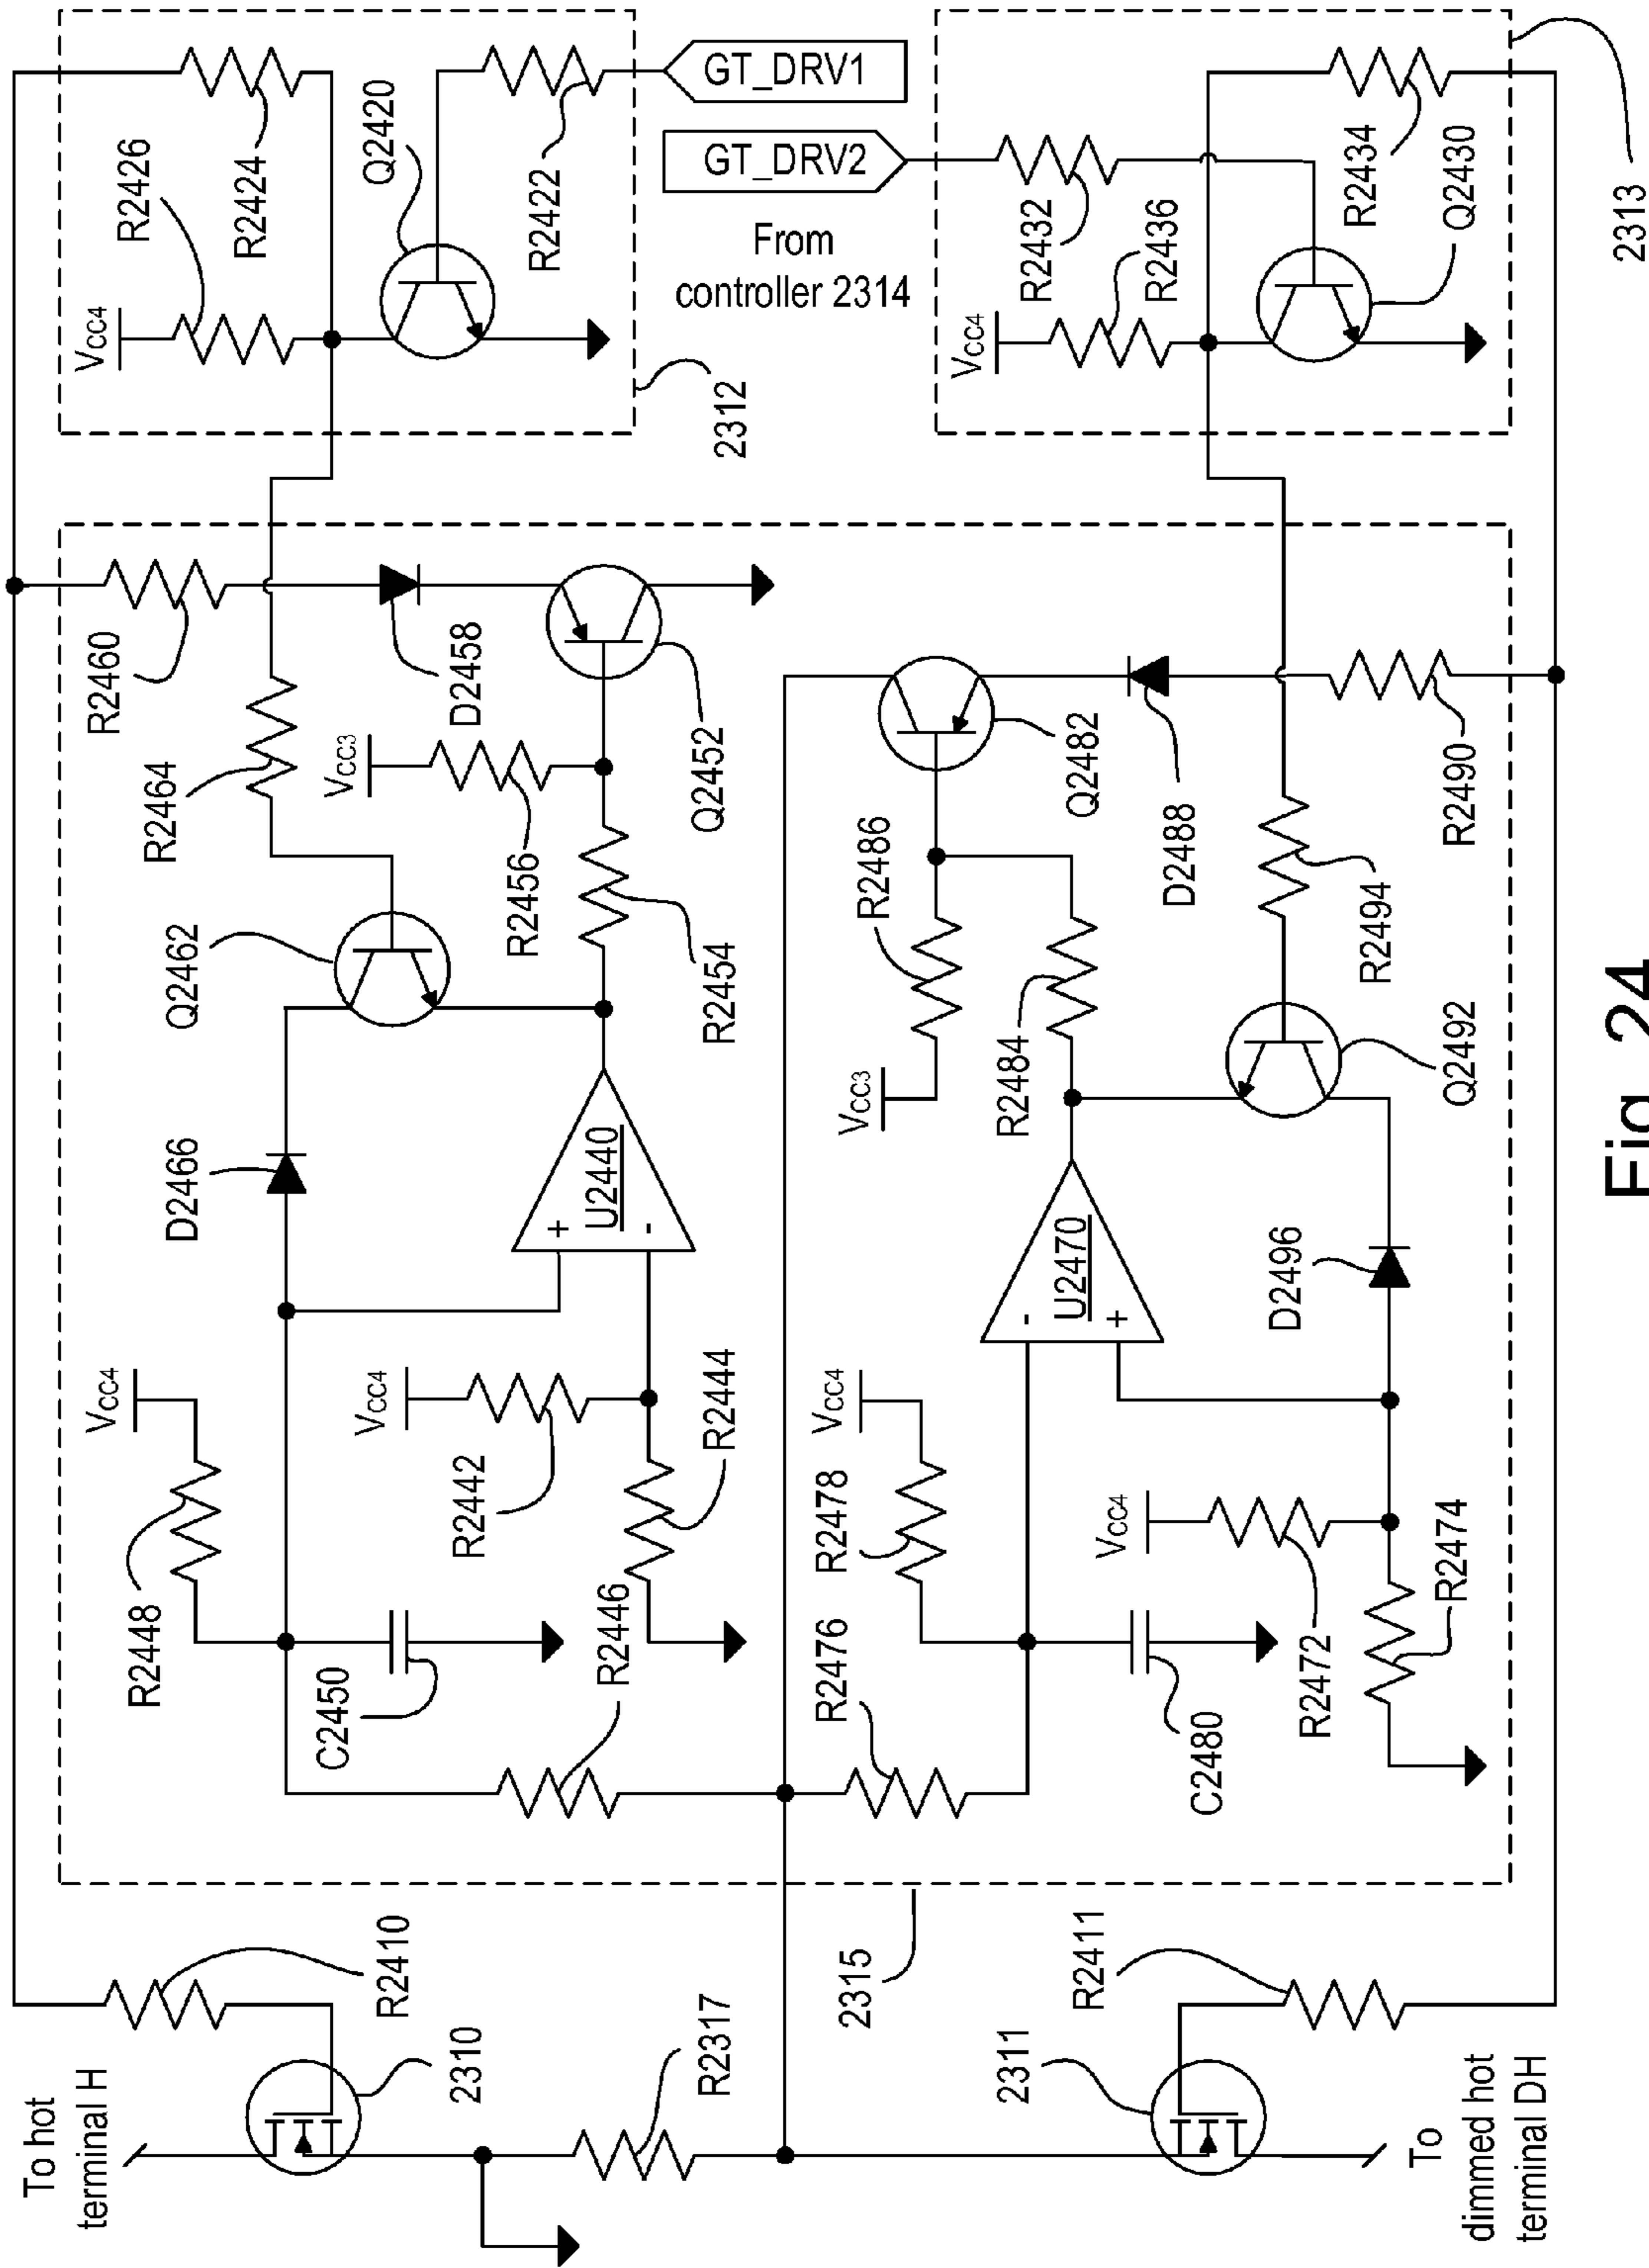 To hot
terminal H
R2410
2310
R2317
2315
2311
R2411
To
dimmed hot
terminal DH
R2448
VCC4
D2466
Q2462
R2464
R2460
C2450
R2446
R2442
VCC4
R2444
+
-
U2440
R2454
R2456
VCC3
D2458
Q2452
R2476
R2478
VCC4
C2480
VCC4
R2472
R2474
-
+
U2470
D2496
VCC3
R2486
R2484
Q2482
D2488
R2490
R2494
Q2492
VCC4
R2426
R2424
Q2420
R2422
2312
GT_DRV1
GT_DRV2
From
controller 2314
R2432
VCC4
R2436
R2434
Q2430
2313
Fig. 24